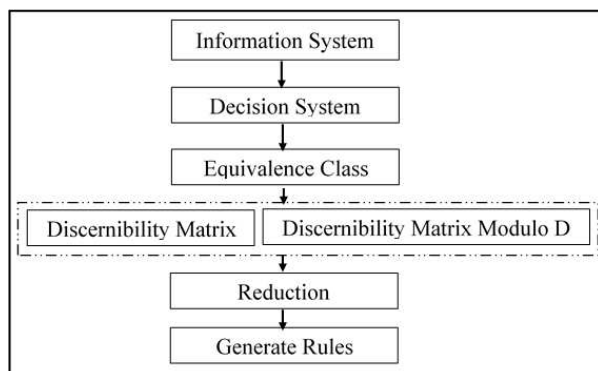 Information System
Decision System
Equivalence Class
Discernibility Matrix
Discernibility Matrix Modulo D
Reduction
Generate Rules